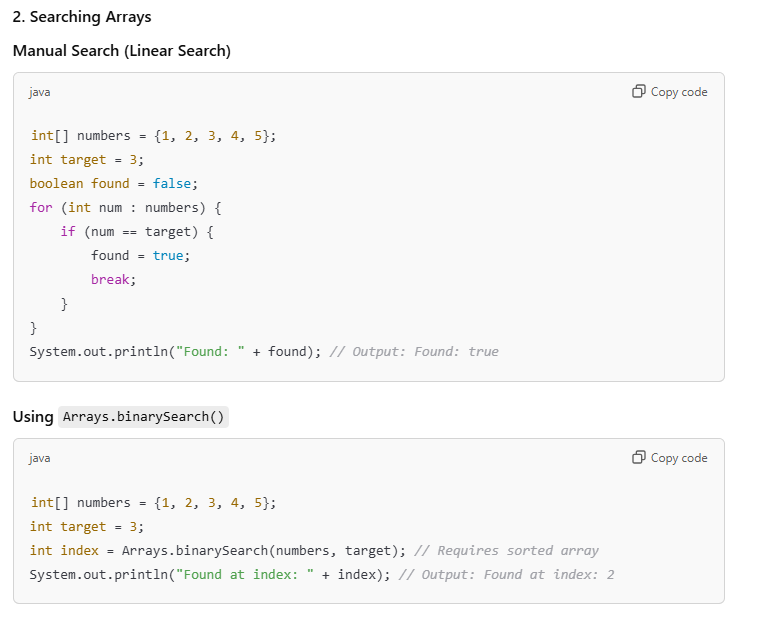 2. Searching Arrays
Manual Search (Linear Search)
java
Copy code
int[] numbers = {1, 2, 3, 4, 5};
int target = 3;
boolean found = false;
for (int num : numbers) {
    if (num == target) {
        found = true;
        break;
    }
}
System.out.println("Found: " + found); // Output: Found: true
Using Arrays.binarySearch()
java
Copy code
int[] numbers = {1, 2, 3, 4, 5};
int target = 3;
int index = Arrays.binarySearch(numbers, target); // Requires sorted array
System.out.println("Found at index: " + index); // Output: Found at index: 2